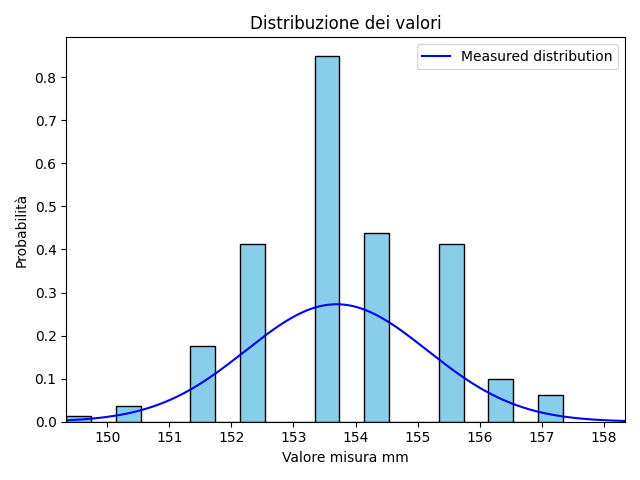 Distribuzione dei valori
Measured distribution
Probabilità
0.8
0.7
0.6
0.5
0.4
0.3
0.2
0.1
0.0
150 151 152 153 154 155 156 157 158
Valore misura mm